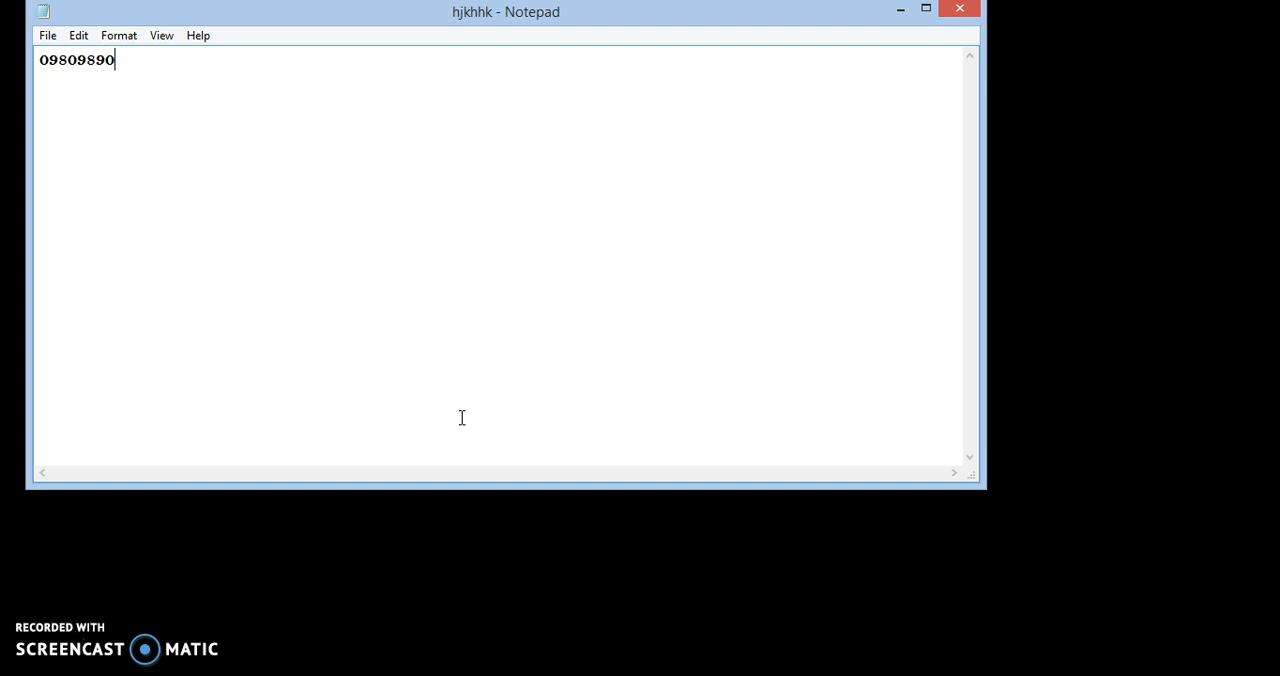 hjkhhk - Notepad
File Edit Format View Help
09809890
RECORDED WITH
SCREENCAST MATIC